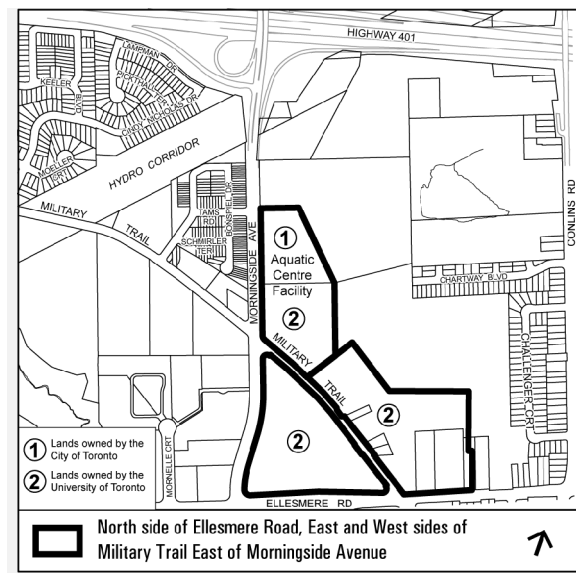 HIGHWAY 401
LAMPMAN DR
PICKTHALL
KEELER BLVD
CINDY NICHOLAS DR
HYDRO CORRIDOR
MOELLER CRT
MILITARY TRAIL
TAMS RD
BONSPIEL DR
SCHMIRLER TER
MORNINGSIDE AVE
CONLINS RD
1
Aquatic
Centre
Facility
2
CHARTWAY BLVD
CHALLENGER CRT
MILITARY TRAIL
2
2
MORNELLE CRT
ELLESMERE RD
1 Lands owned by the
City of Toronto
2 Lands owned by the
University of Toronto
North side of Ellesmere Road, East and West sides of
Military Trail East of Morningside Avenue